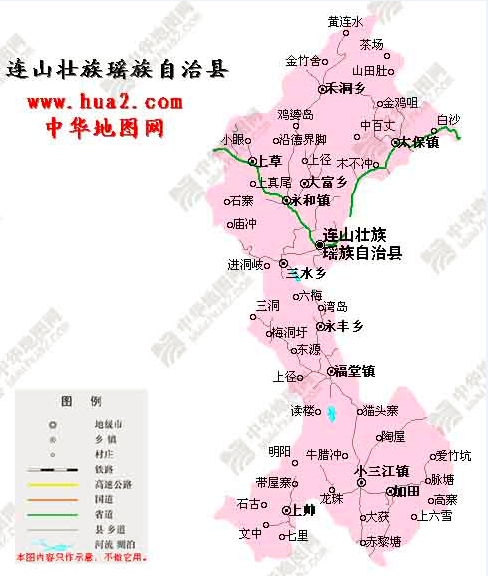 黄连水
茶场
金竹舍
山田肚
连山壮族瑶族自治县
禾洞乡
www.hua2.com
金鸡咀
鸡婆岛
中华地图网
中百丈
白沙
小眼
沿德界脚
太保镇
上草
上径
木不冲
上真尾
大富乡
石寨
永和镇
庙冲
连山壮族
瑶族自治县
进洞岐
三水乡
六梅
三洞
湾岛
永丰乡
梅洞圩
东源
上径
福堂镇
读楼
猫头寨
陶屋
明阳
牛腊冲
爱竹坑
带屋寨
小三江镇
脉塘
龙珠
加田
石古
上帅
高寨
大获
上六雪
文中
七里
赤黎塘
图 例
地级市
乡 镇
村庄
铁路
高速公路
国道
省道
县 乡道
河流 湖泊
本图内容只作示意，不做它用。
中华地图网